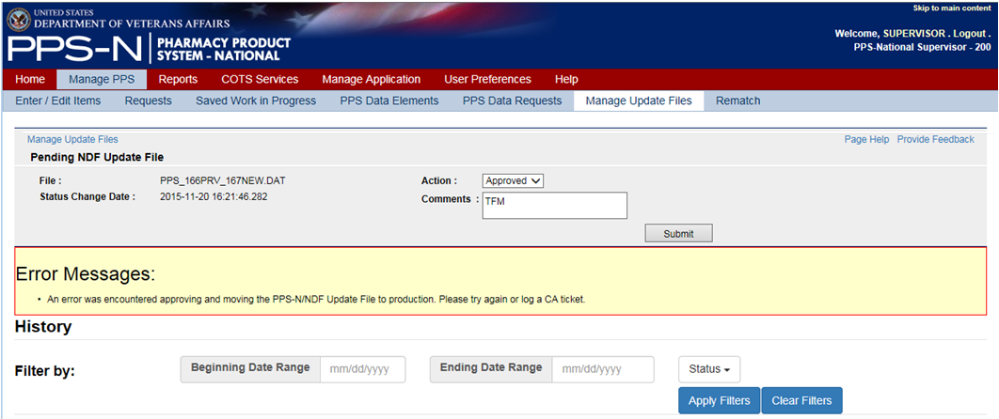 Skip to main content
UNITED STATES
DEPARTMENT OF VETERANS AFFAIRS
PPS-N PHARMACY PRODUCT
SYSTEM - NATIONAL
Welcome, SUPERVISOR . Logout .
PPS-National Supervisor - 200
Home Manage PPS Reports COTS Services Manage Application User Preferences Help
Enter / Edit Items Requests Saved Work in Progress PPS Data Elements PPS Data Requests Manage Update Files Rematch
Manage Update Files Page Help Provide Feedback
Pending NDF Update File
File : PPS_166PRV_167NEW.DAT Action : Approved
Status Change Date : 2015-11-20 16:21:46.282 Comments : TFM
Submit
Error Messages:
• An error was encountered approving and moving the PPS-N/NDF Update File to production. Please try again or log a CA ticket.
History
Filter by: Beginning Date Range mm/dd/yyyy Ending Date Range mm/dd/yyyy Status
Apply Filters Clear Filters